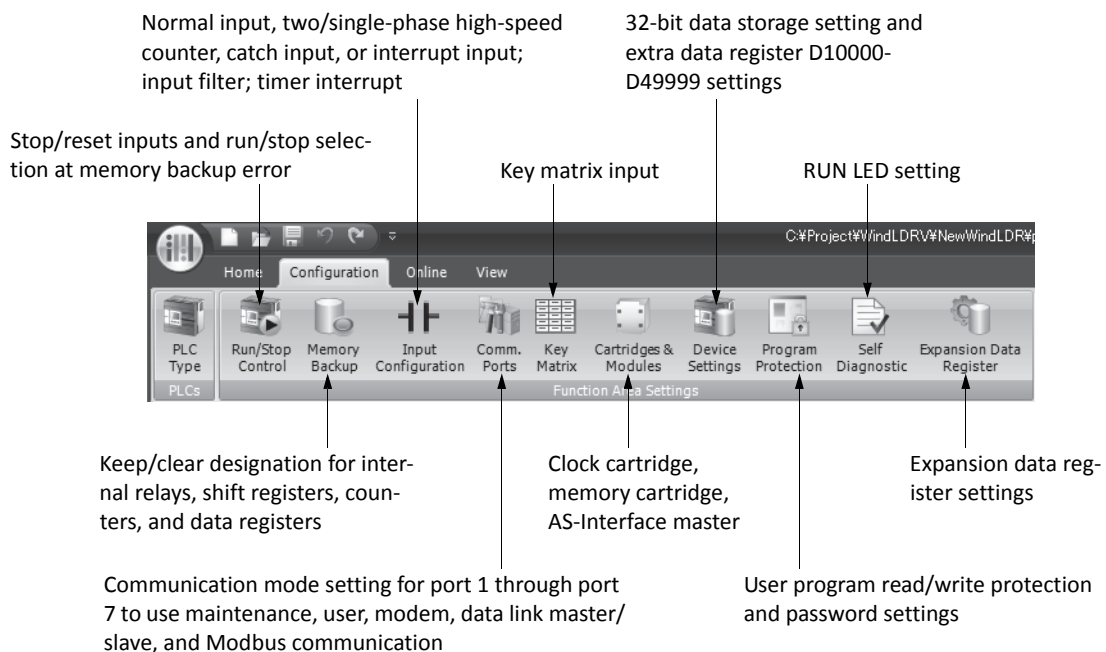 Normal input, two/single-phase high-speed
counter, catch input, or interrupt input;
input filter; timer interrupt
32-bit data storage setting and
extra data register D10000-
D49999 settings
Stop/reset inputs and run/stop selec-
tion at memory backup error
Key matrix input
RUN LED setting
C:¥Project¥WindLDRV¥NewWindLDR¥
Home Configuration Online View
PLC Type
Run/Stop Control
Memory Backup
Input Configuration
Comm. Ports
Key Matrix
Cartridges & Modules
Device Settings
Program Protection
Self Diagnostic
Expansion Data Register
PLCs
Function Area Settings
Keep/clear designation for inter-
nal relays, shift registers, coun-
ters, and data registers
Clock cartridge,
memory cartridge,
AS-Interface master
Expansion data reg-
ister settings
Communication mode setting for port 1 through port
7 to use maintenance, user, modem, data link master/
slave, and Modbus communication
User program read/write protection
and password settings